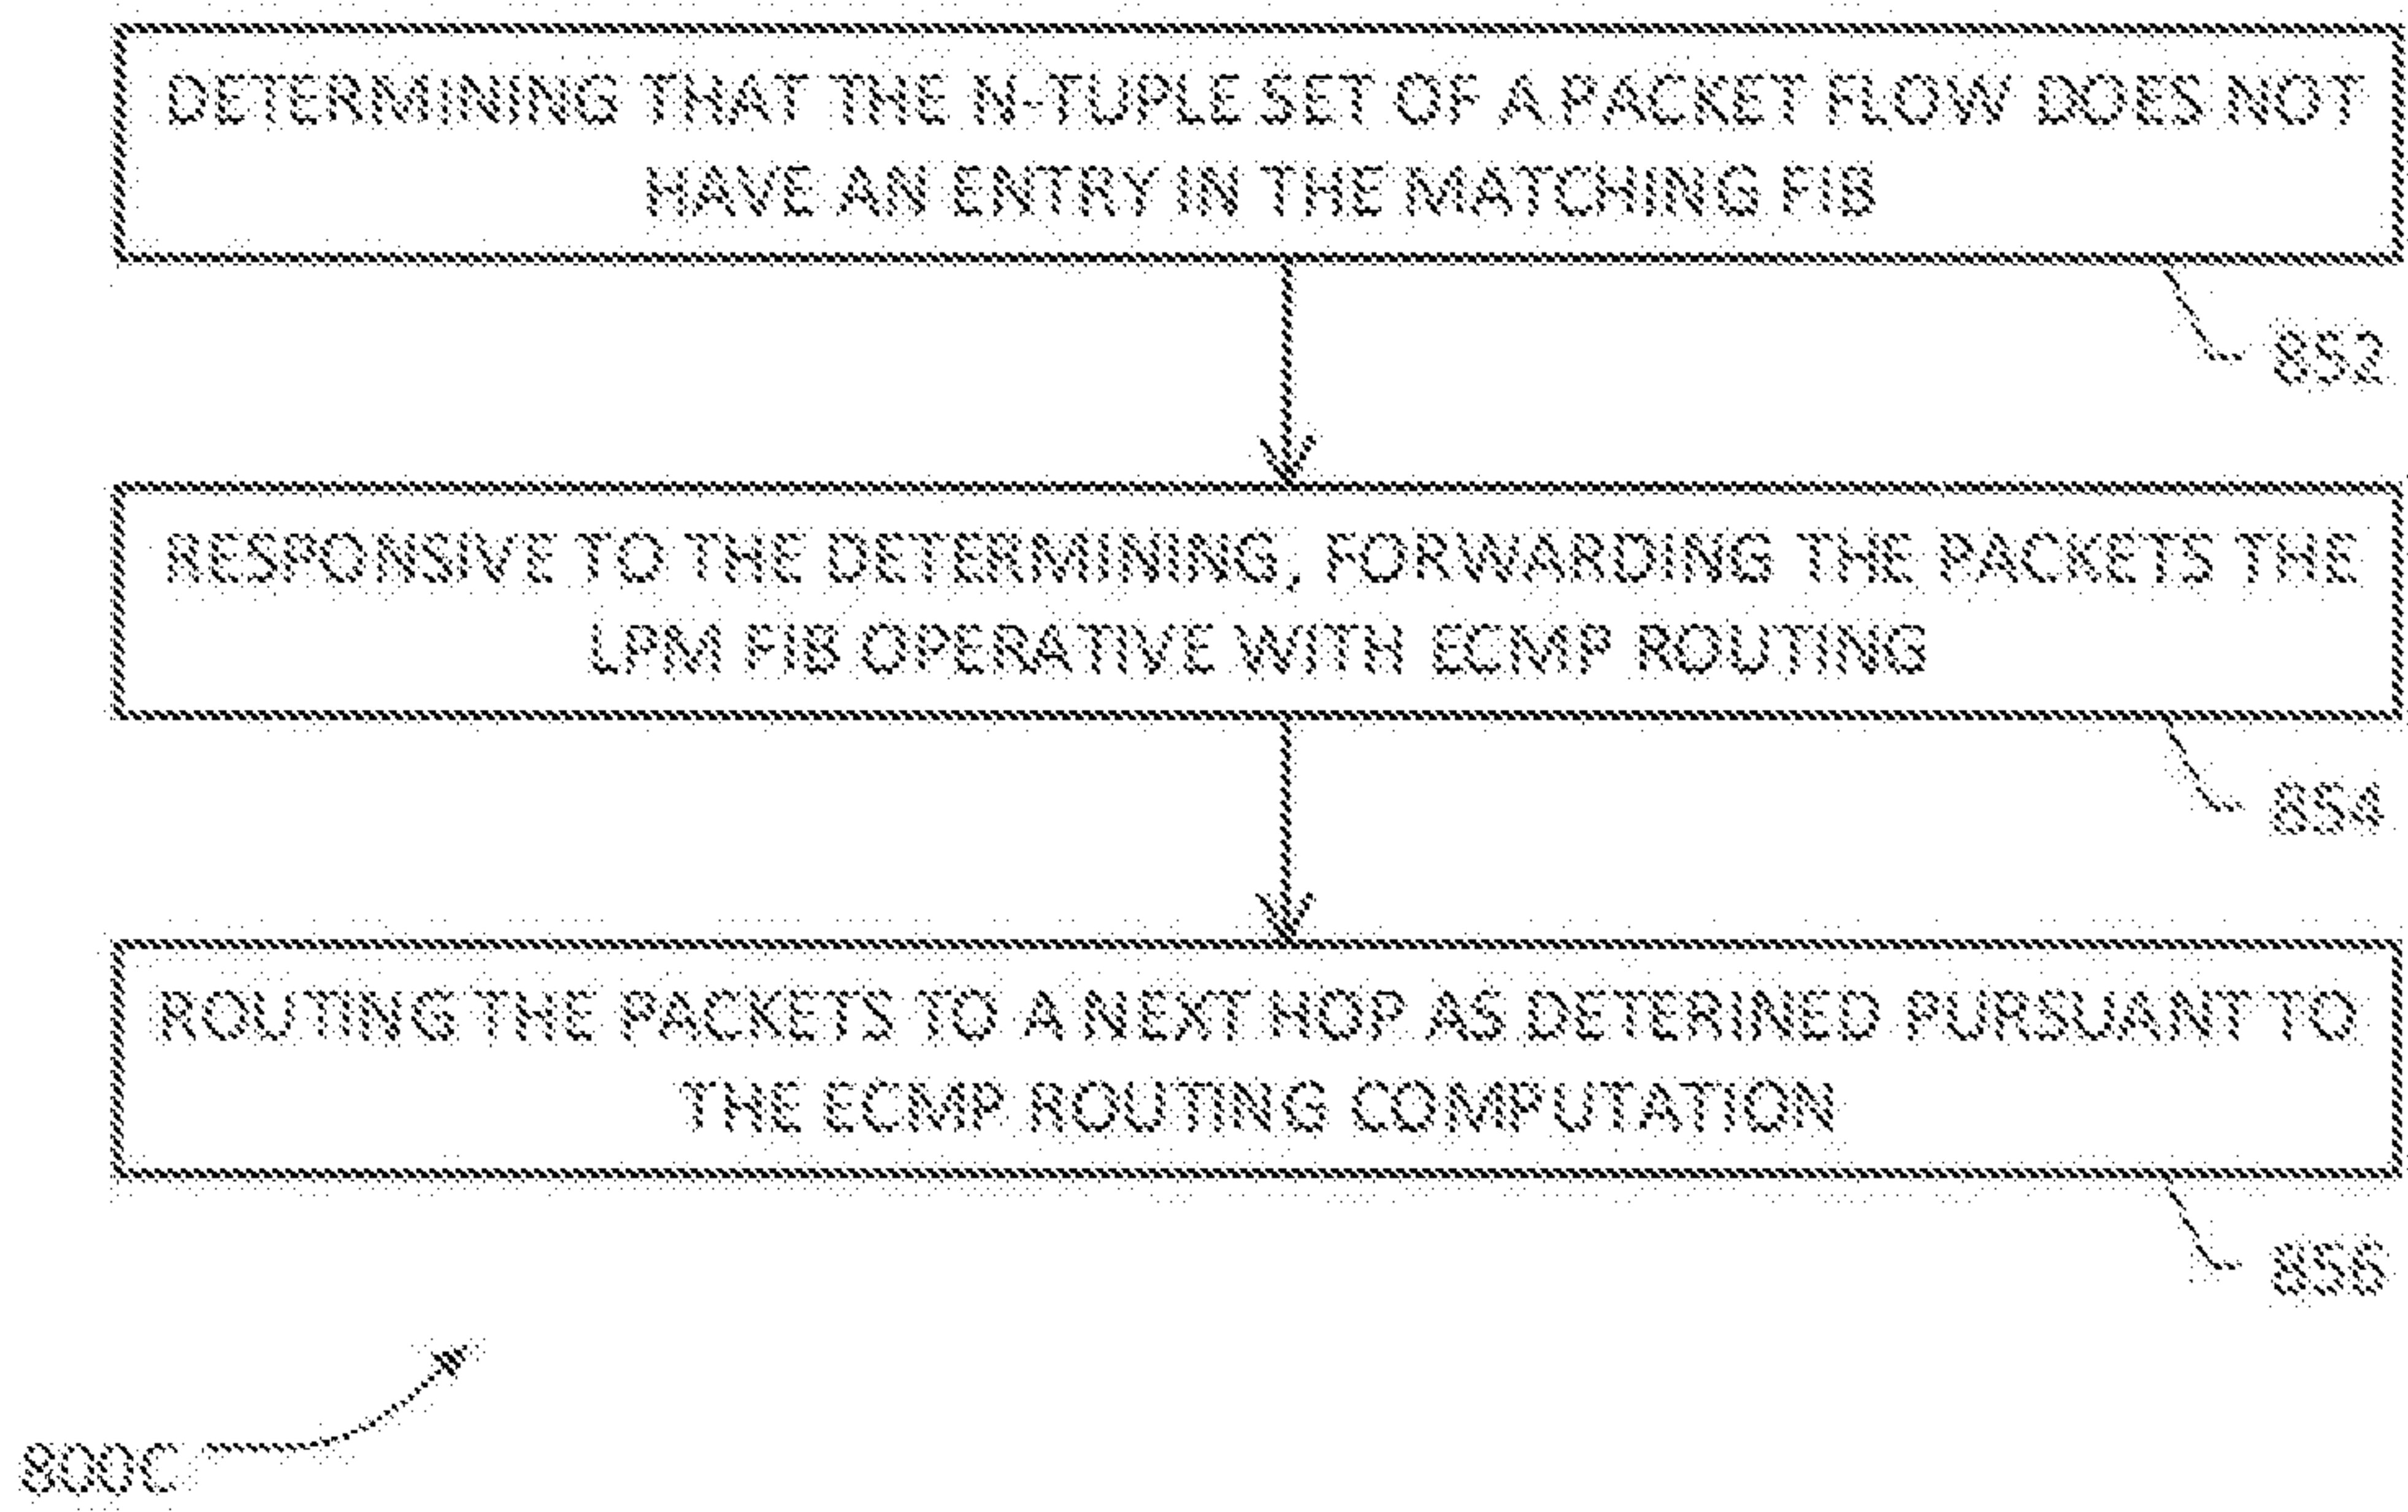 DETERMINING THAT THE N-TUPLE SET OF A PACKET FLOW DOES NOT
HAVE AN ENTRY IN THE MATCHING FIB
852
RESPONSIVE TO THE DETERMINING, FORWARDING THE PACKETS THE
LPM FIB OPERATIVE WITH ECMP ROUTING
854
ROUTING THE PACKETS TO A NEXT HOP AS DETERINED PURSUANT TO
THE ECMP ROUTING COMPUTATION
856
800C